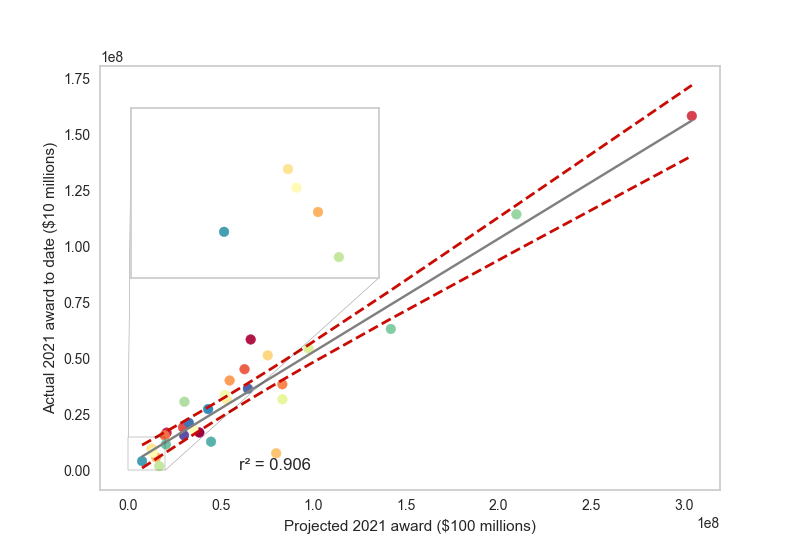 1e8
1.75
1.50
1.25
1.00
0.75
0.50
0.25
0.00
Actual 2021 award to date ($10 millions)
r² = 0.906
0.0 0.5 1.0 1.5 2.0 2.5 3.0
1e8
Projected 2021 award ($100 millions)